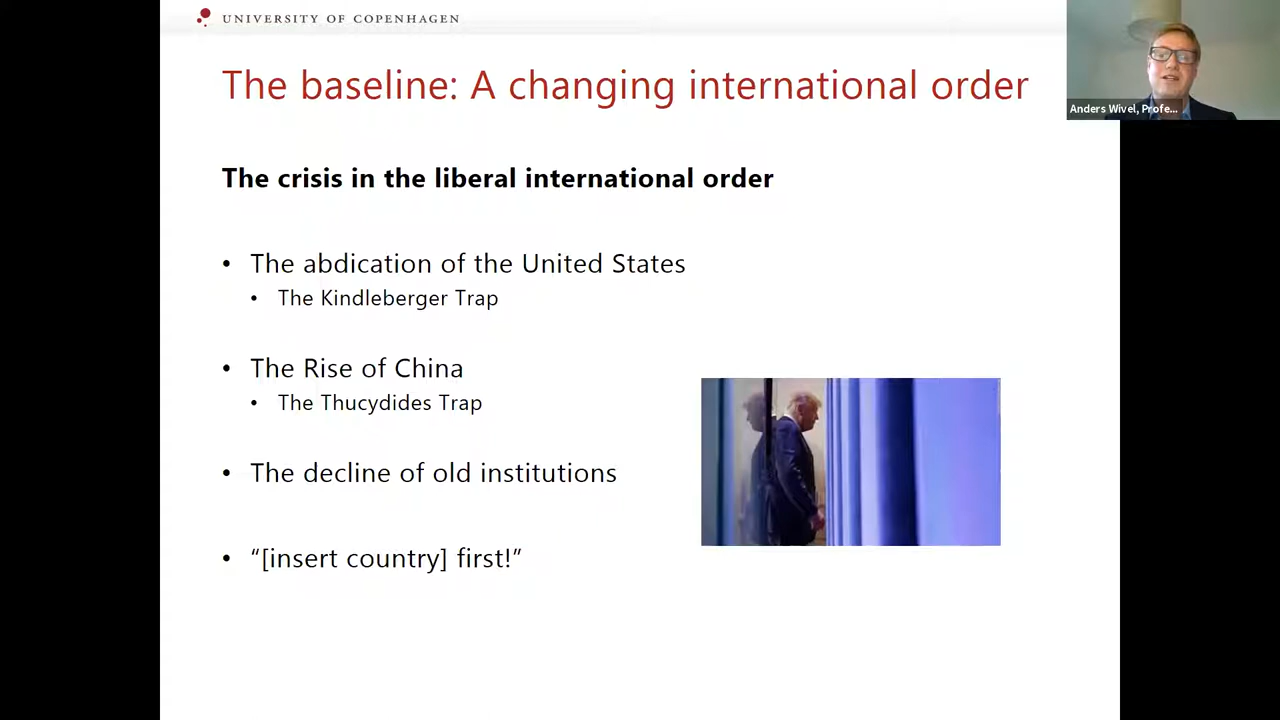 UNIVERSITY OF COPENHAGEN
The baseline: A changing international order
Anders Wivel, Profe...
The crisis in the liberal international order
• The abdication of the United States
• The Kindleberger Trap
• The Rise of China
• The Thucydides Trap
• The decline of old institutions
• “[insert country] first!”